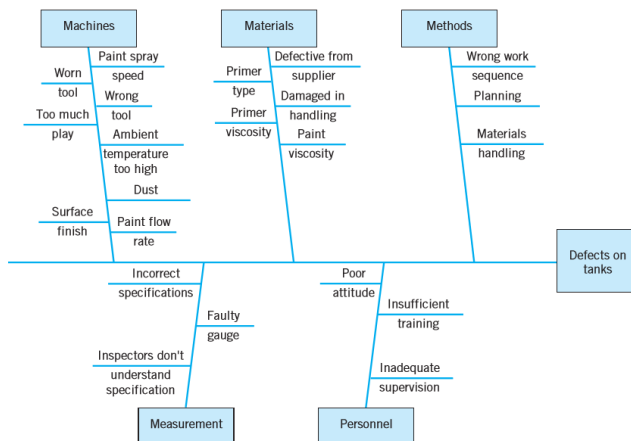 Machines
Materials
Methods
Paint spray
speed
Worn
tool
Wrong
tool
Too much
play
Ambient
temperature
too high
Dust
Surface
finish
Paint flow
rate
Defective from
supplier
Primer
type
Damaged in
handling
Primer
viscosity
Paint
viscosity
Wrong work
sequence
Planning
Materials
handling
Defects on
tanks
Incorrect
specifications
Faulty
gauge
Inspectors don't
understand
specification
Poor
attitude
Insufficient
training
Inadequate
supervision
Measurement
Personnel